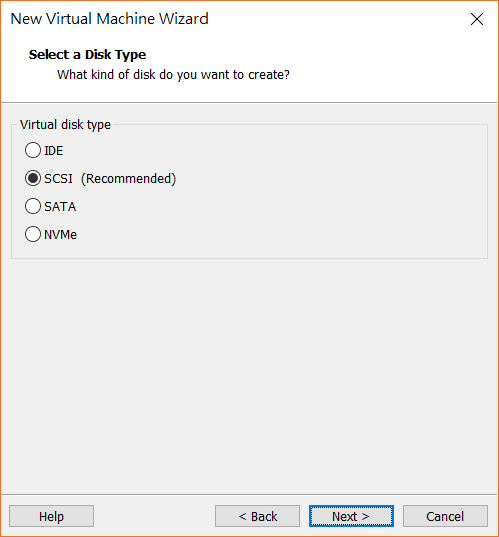 New Virtual Machine Wizard
Select a Disk Type
What kind of disk do you want to create?
Virtual disk type
IDE
SCSI (Recommended)
SATA
NVMe
Help
< Back
Next >
Cancel